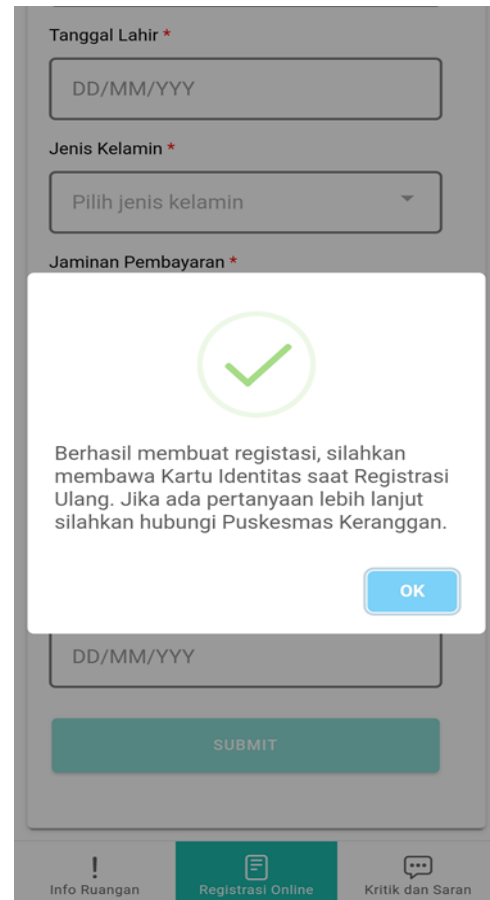 Tanggal Lahir *
DD/MM/YYY
Jenis Kelamin *
Pilih jenis kelamin
Jaminan Pembayaran *
Berhasil membuat registasi, silahkan
membawa Kartu Identitas saat Registrasi
Ulang. Jika ada pertanyaan lebih lanjut
silahkan hubungi Puskesmas Keranggan.
OK
DD/MM/YYY
SUBMIT
Info Ruangan
Registrasi Online
Kritik dan Saran